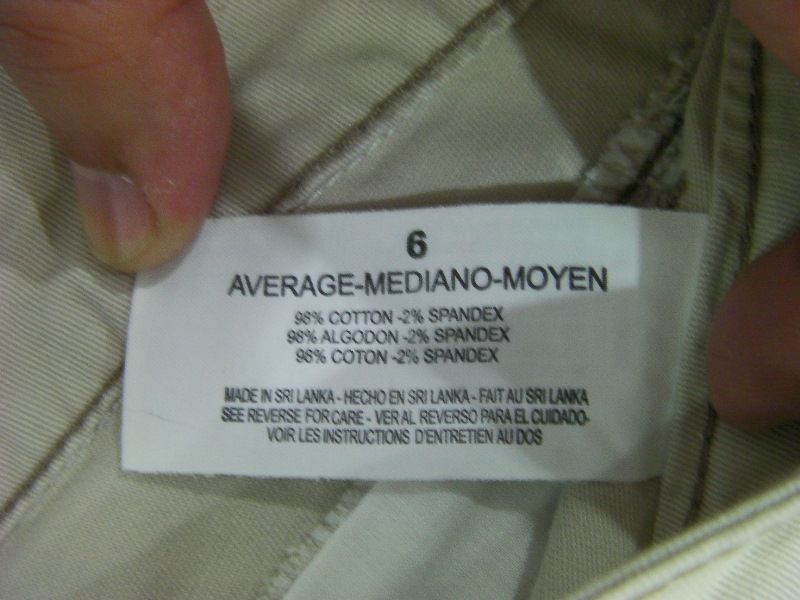 6
AVERAGE-MEDIANO-MOYEN
98% COTTON -2% SPANDEX
98% ALGODON -2% SPANDEX
98% COTON -2% SPANDEX
MADE IN SRI LANKA - HECHO EN SRI LANKA - FAIT AU SRI LANKA
SEE REVERSE FOR CARE - VER AL REVERSO PARA EL CUIDADO-
VOIR LES INSTRUCTIONS D'ENTRETIEN AU DOS